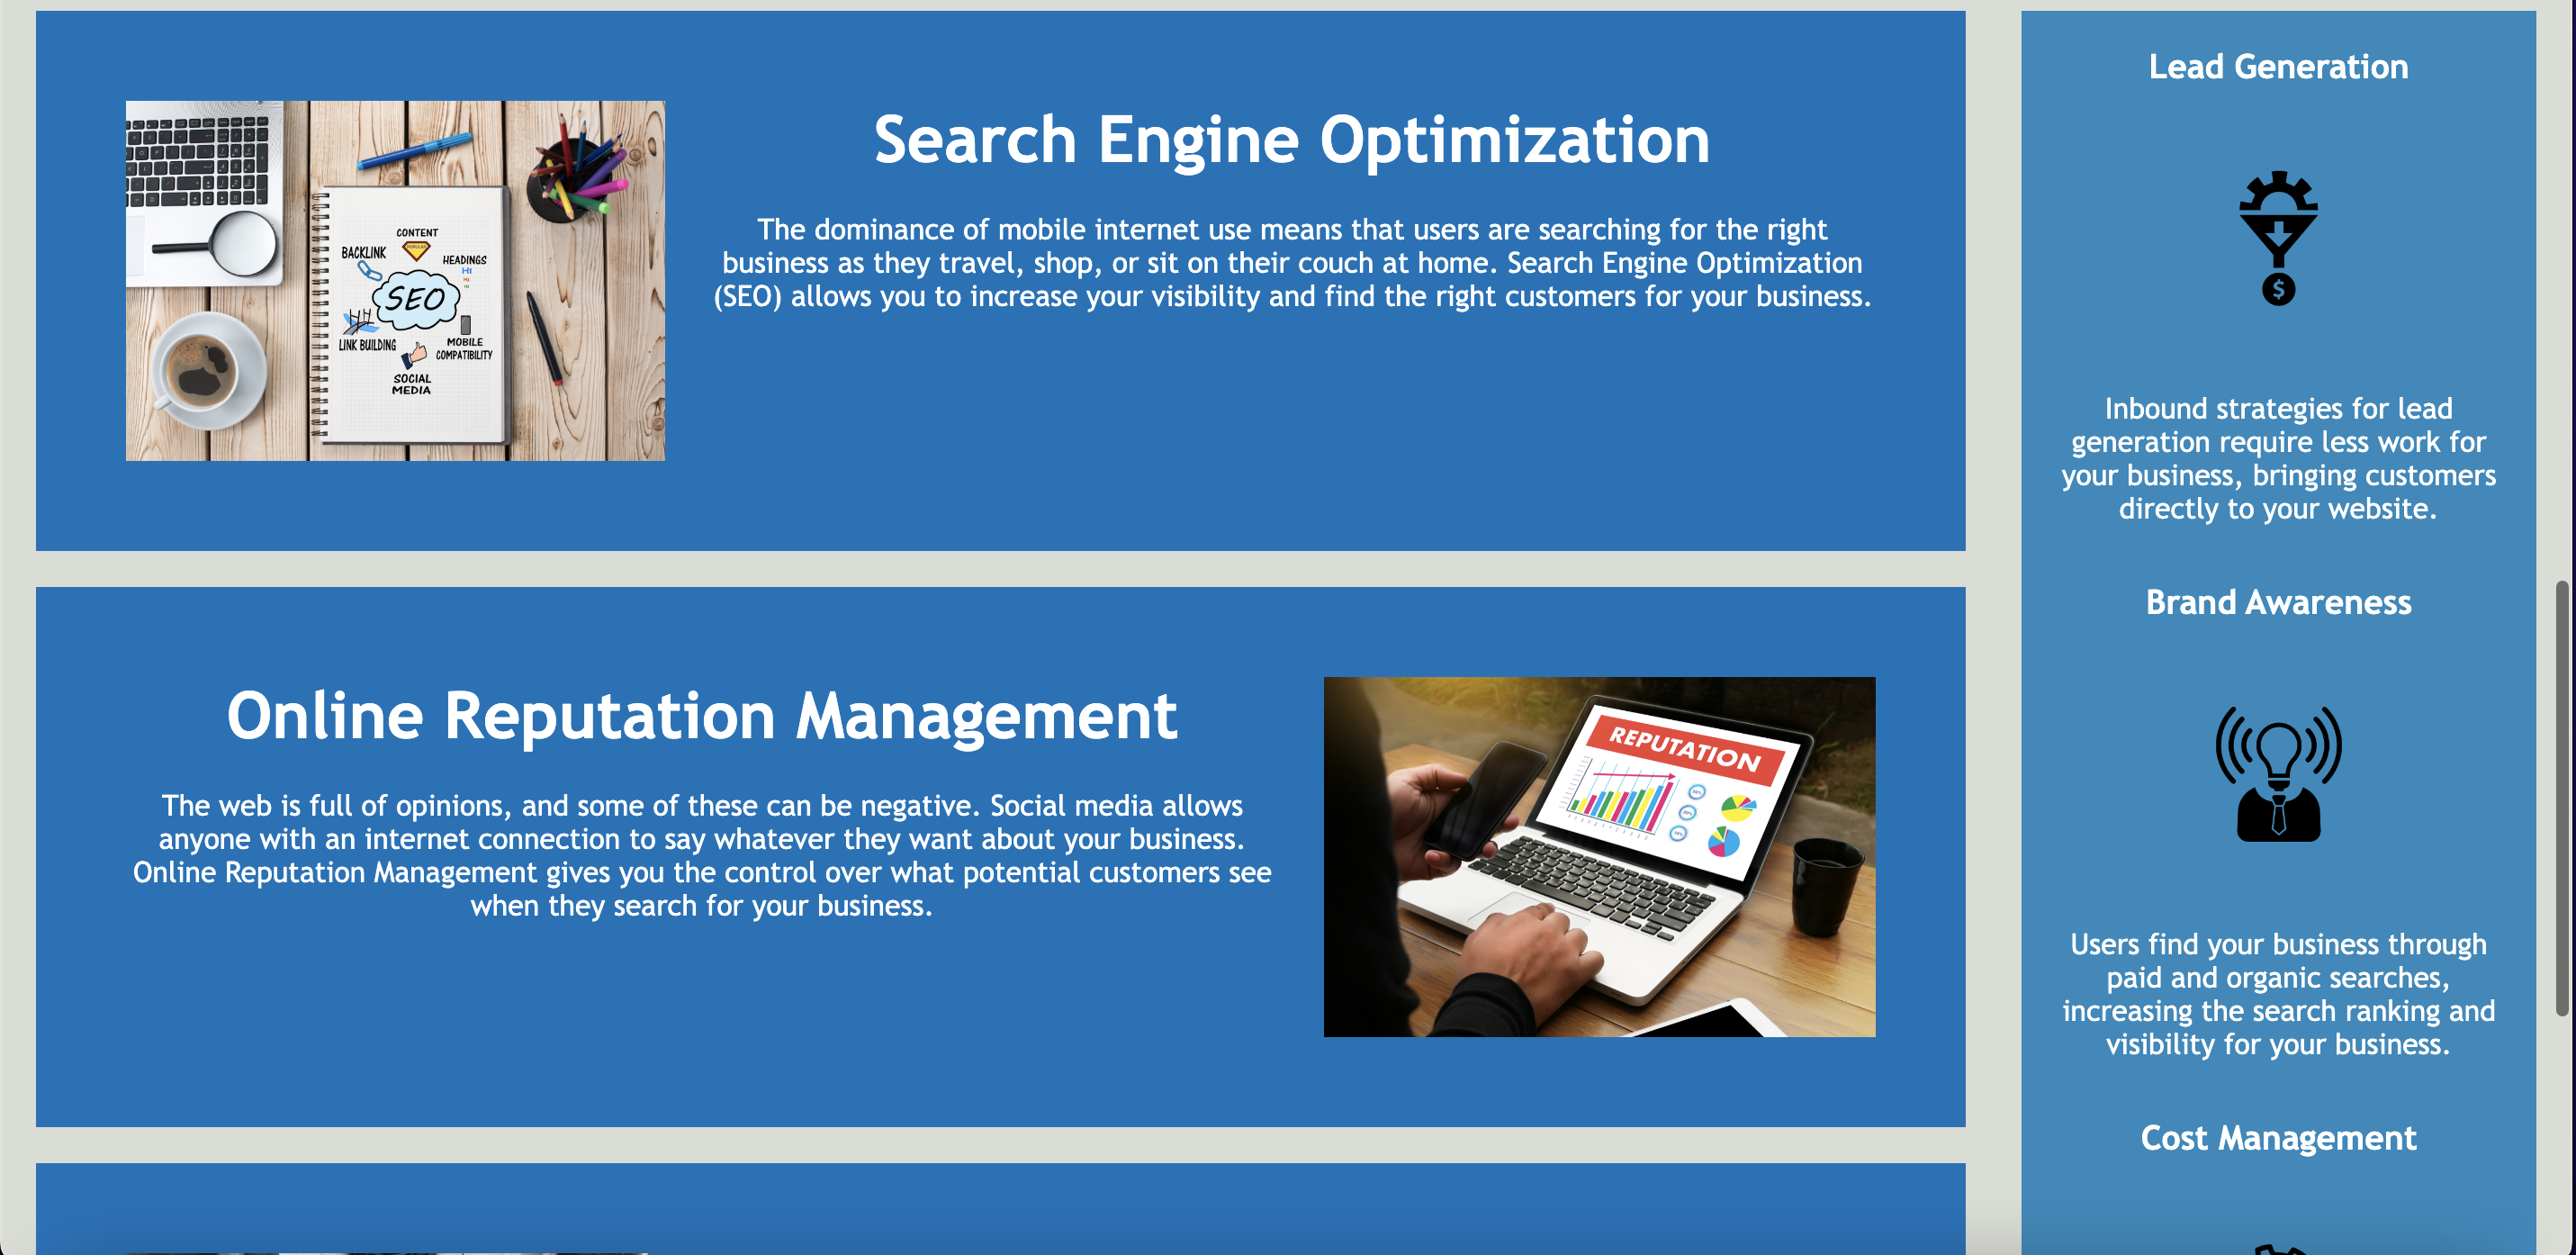 Search Engine Optimization
The dominance of mobile internet use means that users are searching for the right
business as they travel, shop, or sit on their couch at home. Search Engine Optimization
(SEO) allows you to increase your visibility and find the right customers for your business.
CONTENT
BACKLINK
HEADINGS
H1
SEO
LINK BUILDING
MOBILE
COMPATIBILITY
SOCIAL
MEDIA
Online Reputation Management
The web is full of opinions, and some of these can be negative. Social media allows
anyone with an internet connection to say whatever they want about your business.
Online Reputation Management gives you the control over what potential customers see
when they search for your business.
REPUTATION
Lead Generation
$
Inbound strategies for lead
generation require less work for
your business, bringing customers
directly to your website.
Brand Awareness
Users find your business through
paid and organic searches,
increasing the search ranking and
visibility for your business.
Cost Management